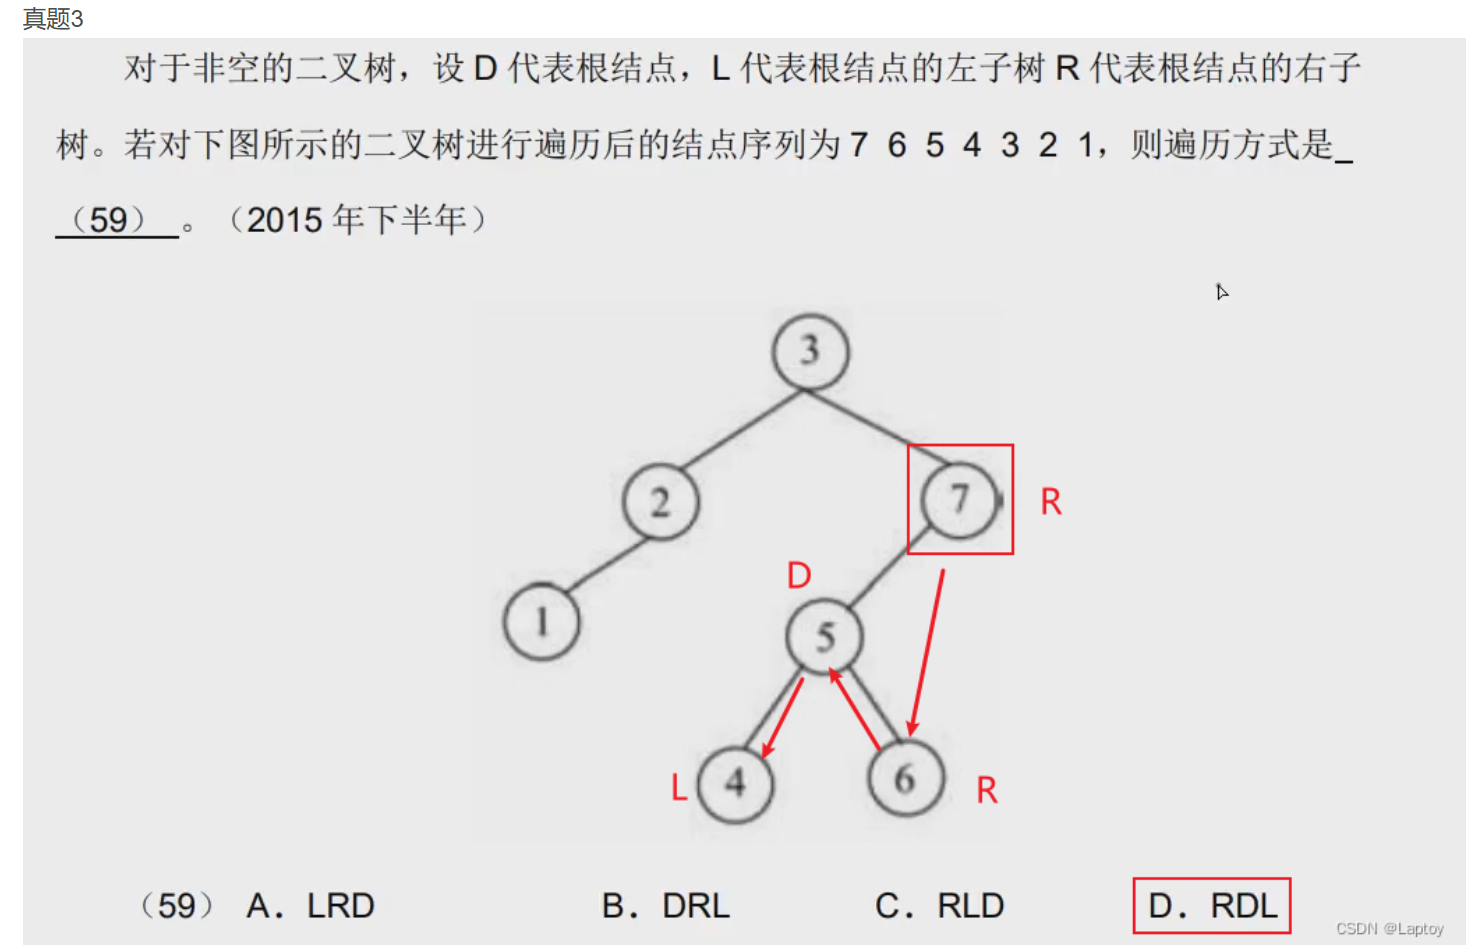 真题3
对于非空的二叉树，设 D 代表根结点，L 代表根结点的左子树 R 代表根结点的右子
树。若对下图所示的二叉树进行遍历后的结点序列为 7 6 5 4 3 2 1，则遍历方式是_
（59）。（2015 年下半年）
3
2 7 R
D
1 5
L 4 6 R
（59） A．LRD B．DRL C．RLD D．RDL
CSDN @Laptoy